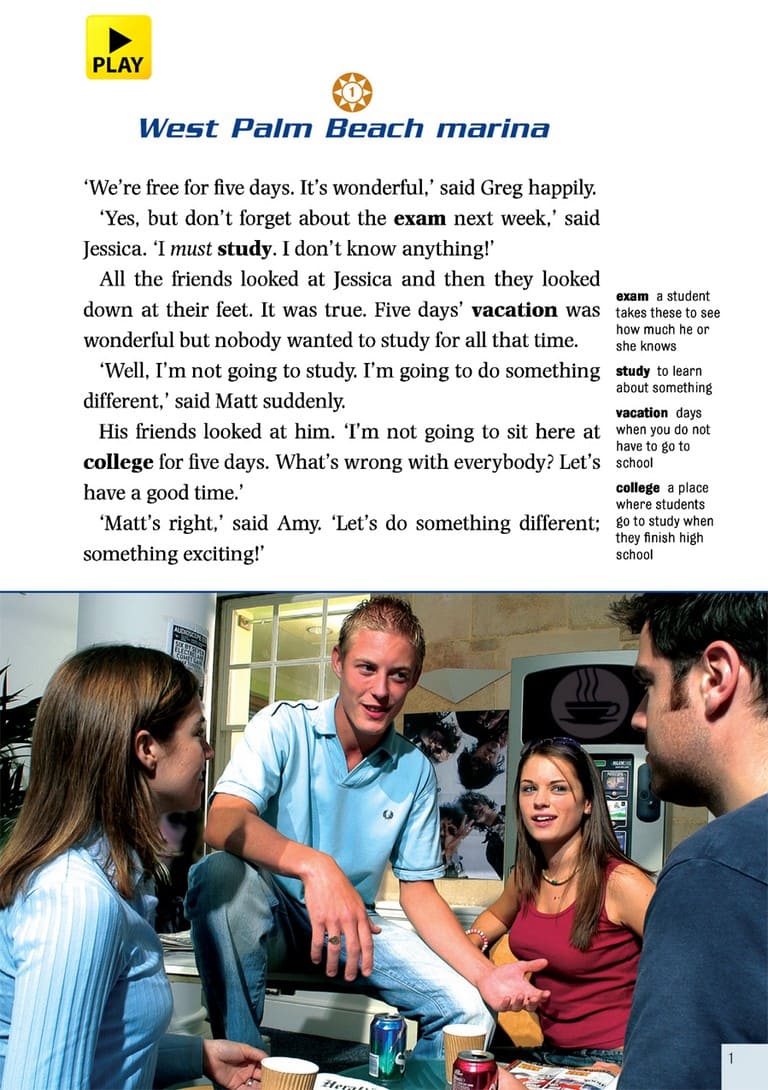 PLAY
1
West Palm Beach marina
‘We’re free for five days. It’s wonderful,’ said Greg happily.
‘Yes, but don’t forget about the exam next week,’ said
Jessica. ‘I must study. I don’t know anything!’
All the friends looked at Jessica and then they looked
down at their feet. It was true. Five days’ vacation was
wonderful but nobody wanted to study for all that time.
‘Well, I’m not going to study. I’m going to do something
different,’ said Matt suddenly.
His friends looked at him. ‘I’m not going to sit here at
college for five days. What’s wrong with everybody? Let’s
have a good time.’
‘Matt’s right,’ said Amy. ‘Let’s do something different;
something exciting!’
exam a student
takes these to see
how much he or
she knows
study to learn
about something
vacation days
when you do not
have to go to
school
college a place
where students
go to study when
they finish high
school
1